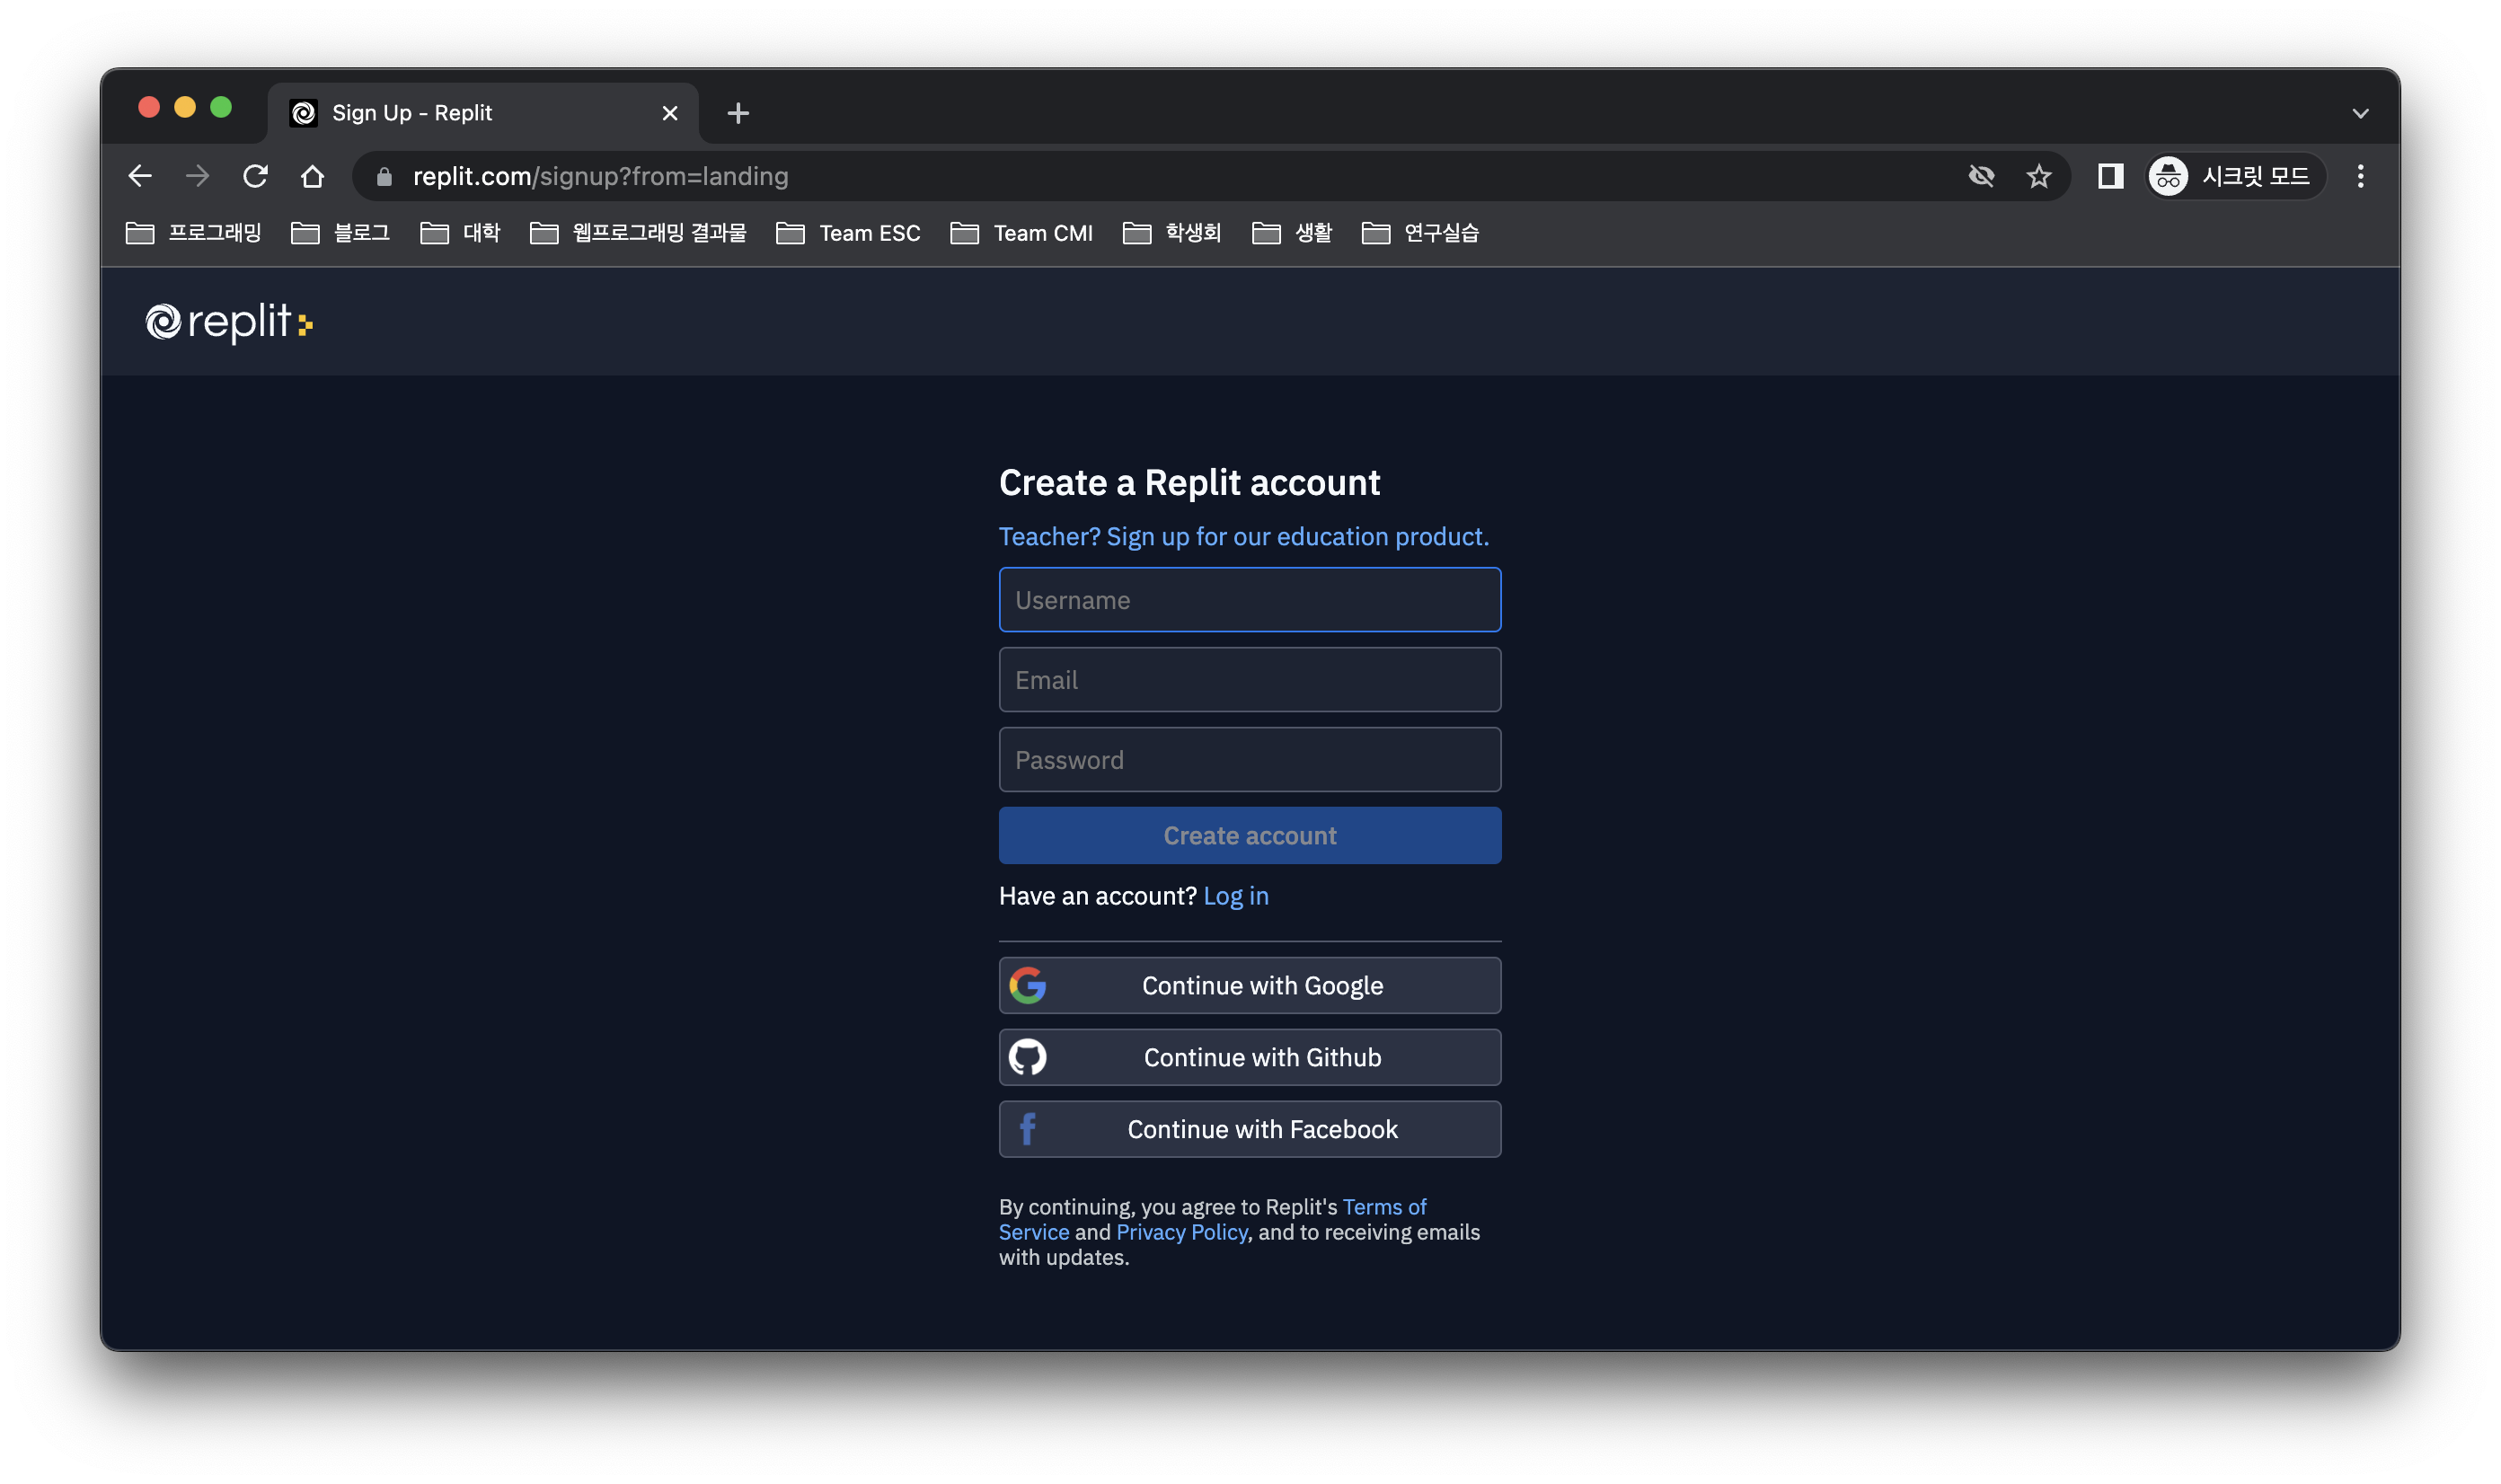 Sign Up - Replit
replit.com/signup?from=landing
시크릿 모드
프로그래밍 블로그 대학 웹프로그래밍 결과물 Team ESC Team CMI 학생회 생활 연구실습
replit
Create a Replit account
Teacher? Sign up for our education product.
Username
Email
Password
Create account
Have an account? Log in
Continue with Google
Continue with Github
f Continue with Facebook
By continuing, you agree to Replit's Terms of
Service and Privacy Policy, and to receiving emails
with updates.